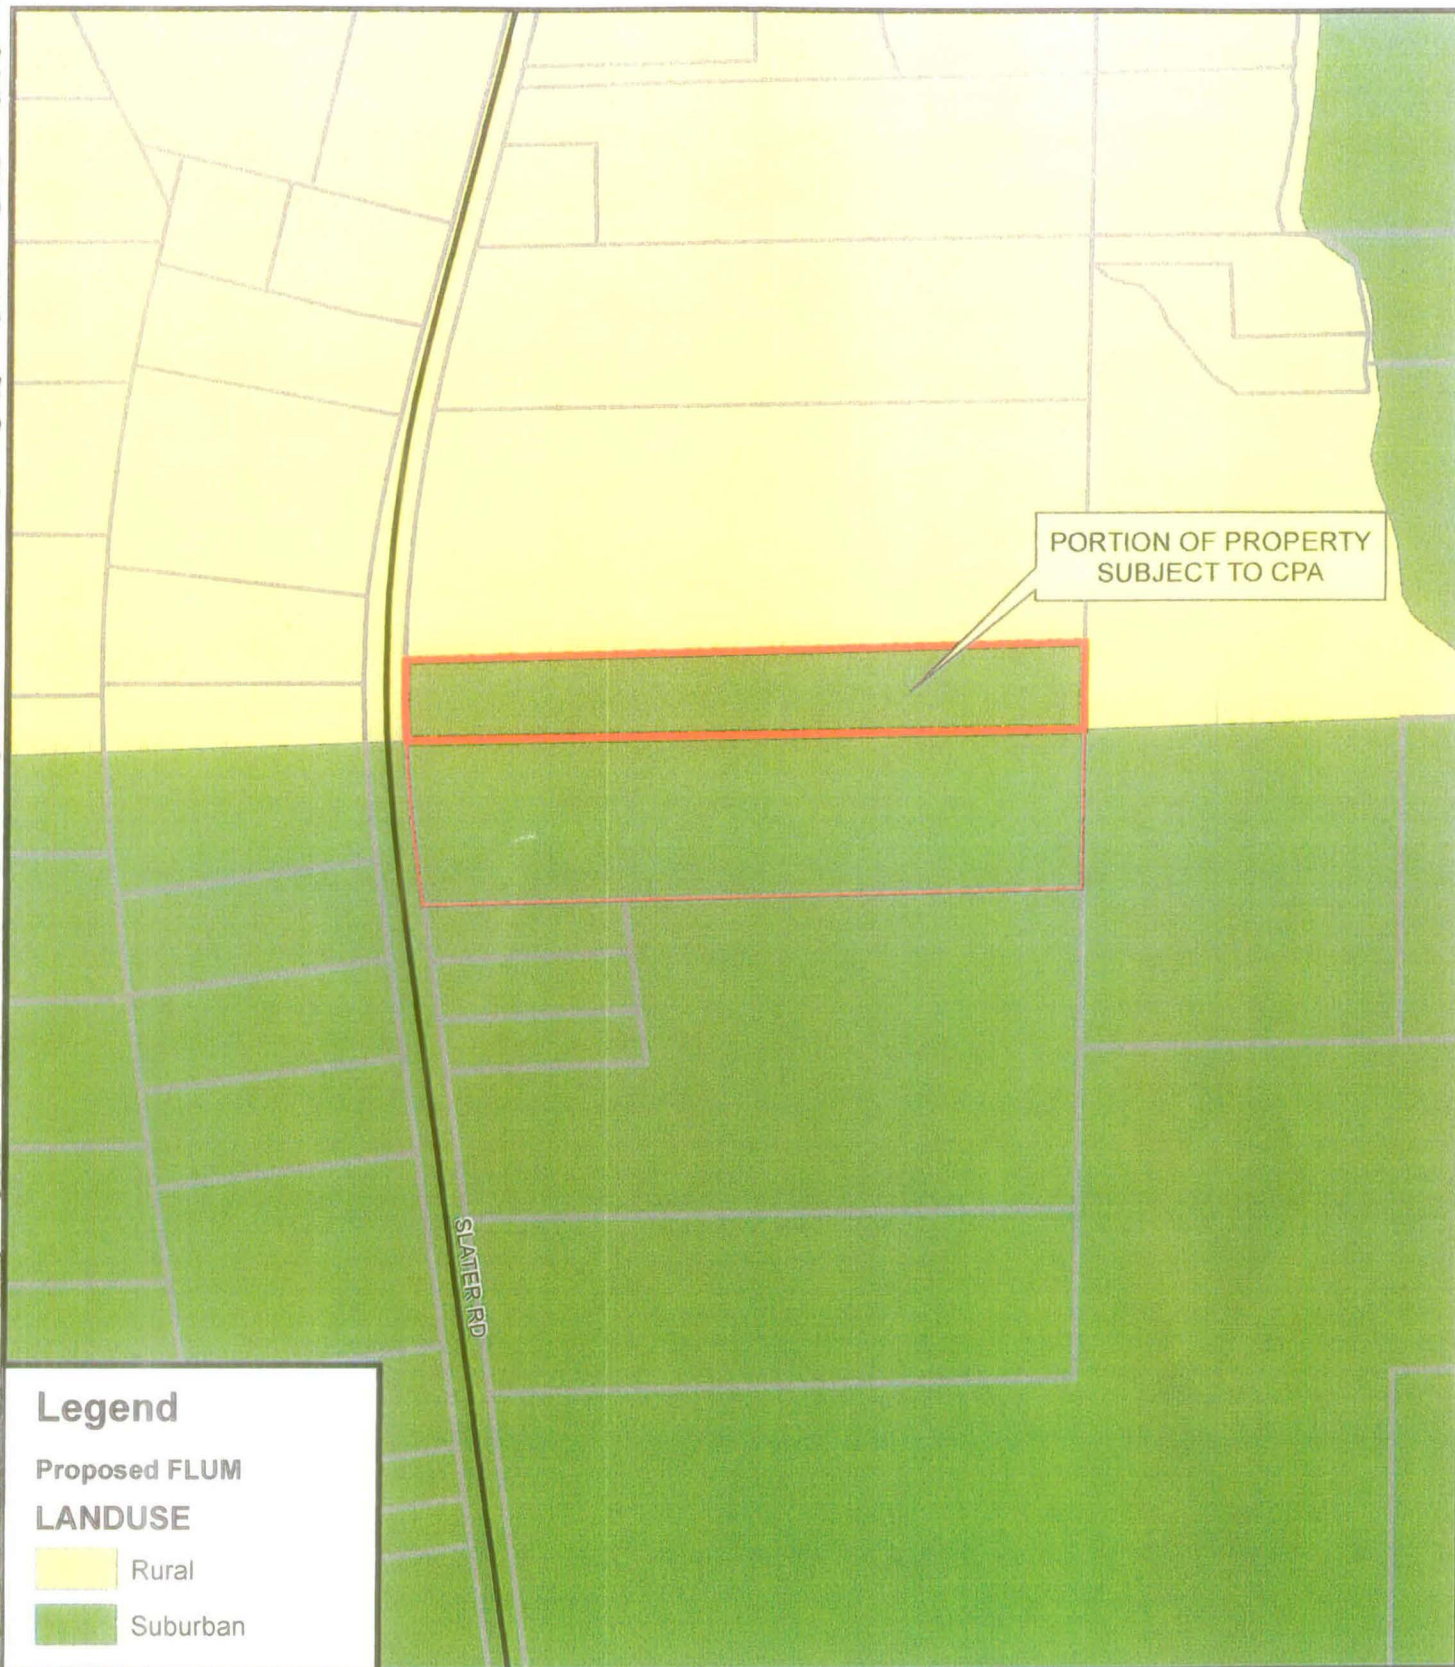 PORTION OF PROPERTY
SUBJECT TO CPA
SLATER RD
Legend
Proposed FLUM
LANDUSE
Rural
Suburban